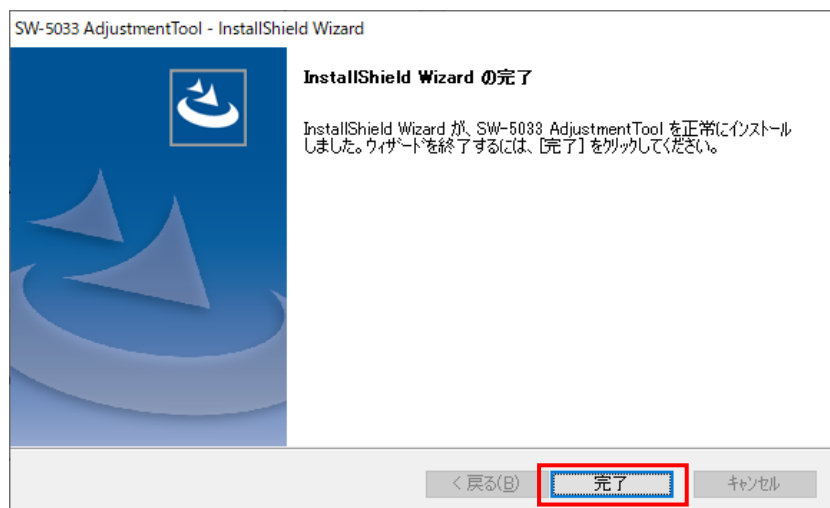 SW-5033 AdjustmentTool - InstallShield Wizard
InstallShield Wizard の完了
InstallShield Wizard が、SW-5033 AdjustmentTool を正常にインストール
しました。ウィザードを終了するには、[完了] をクリックしてください。
< 戻る(B)
完了
キャンセル